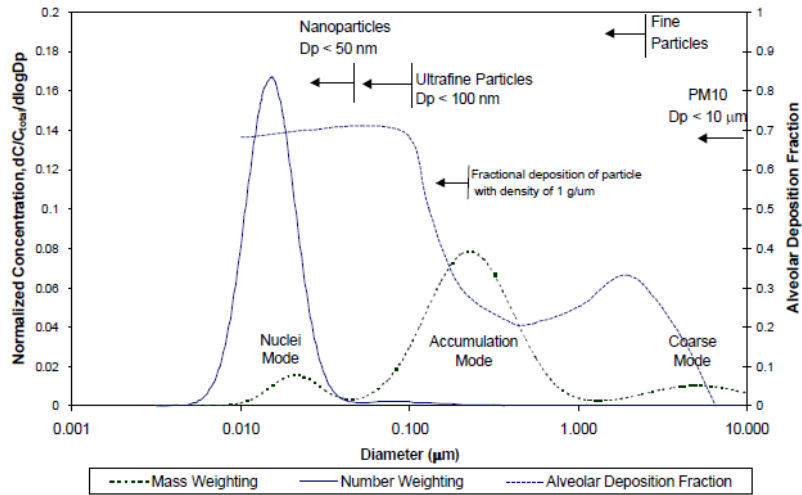 Nanoparticles
Dp < 50 nm
Fine
Particles
Ultrafine Particles
Dp < 100 nm
PM10
Dp < 10 μm
Fractional deposition of particle
with density of 1 g/um
Nuclei
Mode
Accumulation
Mode
Coarse
Mode
Normalized Concentration,dC/Ctotal/dlogDp
0.2
0.18
0.16
0.14
0.12
0.1
0.08
0.06
0.04
0.02
0
Alveolar Deposition Fraction
1
0.9
0.8
0.7
0.6
0.5
0.4
0.3
0.2
0.1
0
0.001 0.010 0.100 1.000 10.000
Diameter (μm)
Mass Weighting Number Weighting Alveolar Deposition Fraction